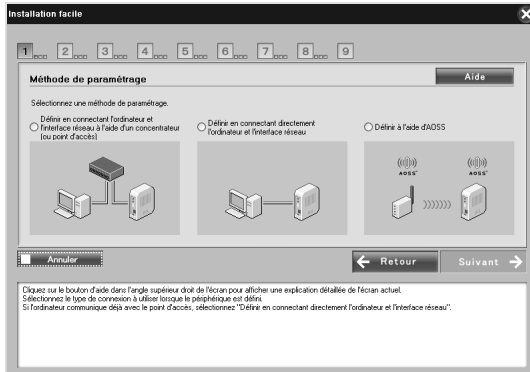 Installation facile
1 2 3 4 5 6 7 8 9
Méthode de paramétrage
Aide
Sélectionnez une méthode de paramétrage.
Définir en connectant l'ordinateur et
l'interface réseau à l'aide d'un concentrateur
(ou point d'accès)
Définir en connectant directement
l'ordinateur et l'interface réseau
Définir à l'aide d'AOSS
AOSS
AOSS
Annuler
Retour
Suivant
Cliquez sur le bouton d'aide dans l'angle supérieur droit de l'écran pour afficher une explication détaillée de l'écran actuel.
Sélectionnez le type de connexion à utiliser lorsque le périphérique est défini.
Si l'ordinateur communique déjà avec le point d'accès, sélectionnez "Définir en connectant directement l'ordinateur et l'interface réseau".